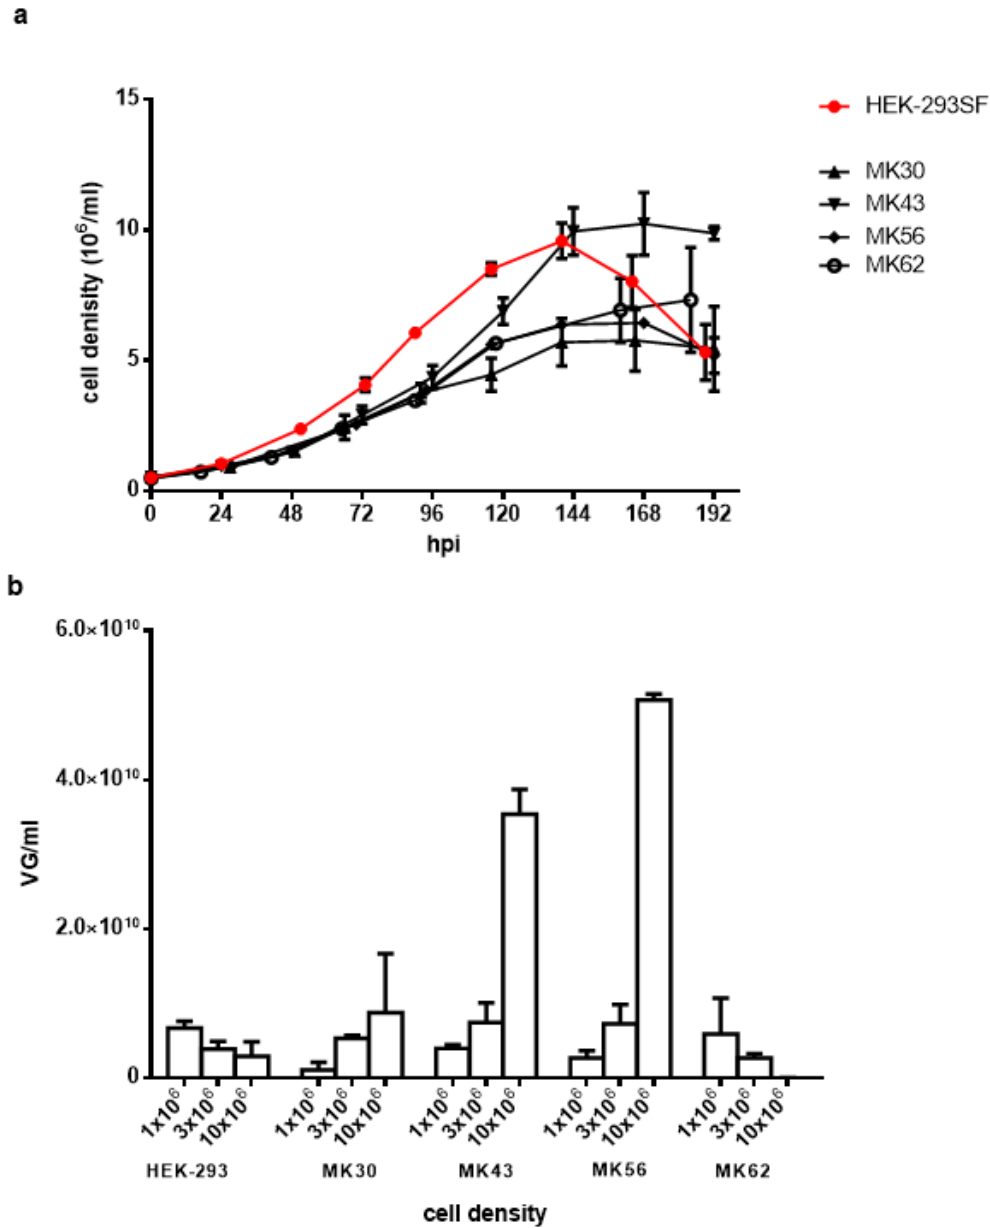 a
15
10
5
0
cell denisity (10⁶/ml)
0 24 48 72 96 120 144 168 192
hpi
HEK-293SF
MK30
MK43
MK56
MK62
b
6.0×10¹⁰
4.0×10¹⁰
2.0×10¹⁰
0
VG/ml
1x10⁶ 3x10⁶ 10x10⁶ 1x10⁶ 3x10⁶ 10x10⁶ 1x10⁶ 3x10⁶ 10x10⁶ 1x10⁶ 3x10⁶ 10x10⁶ 1x10⁶ 3x10⁶ 10x10⁶
HEK-293 MK30 MK43 MK56 MK62
cell density